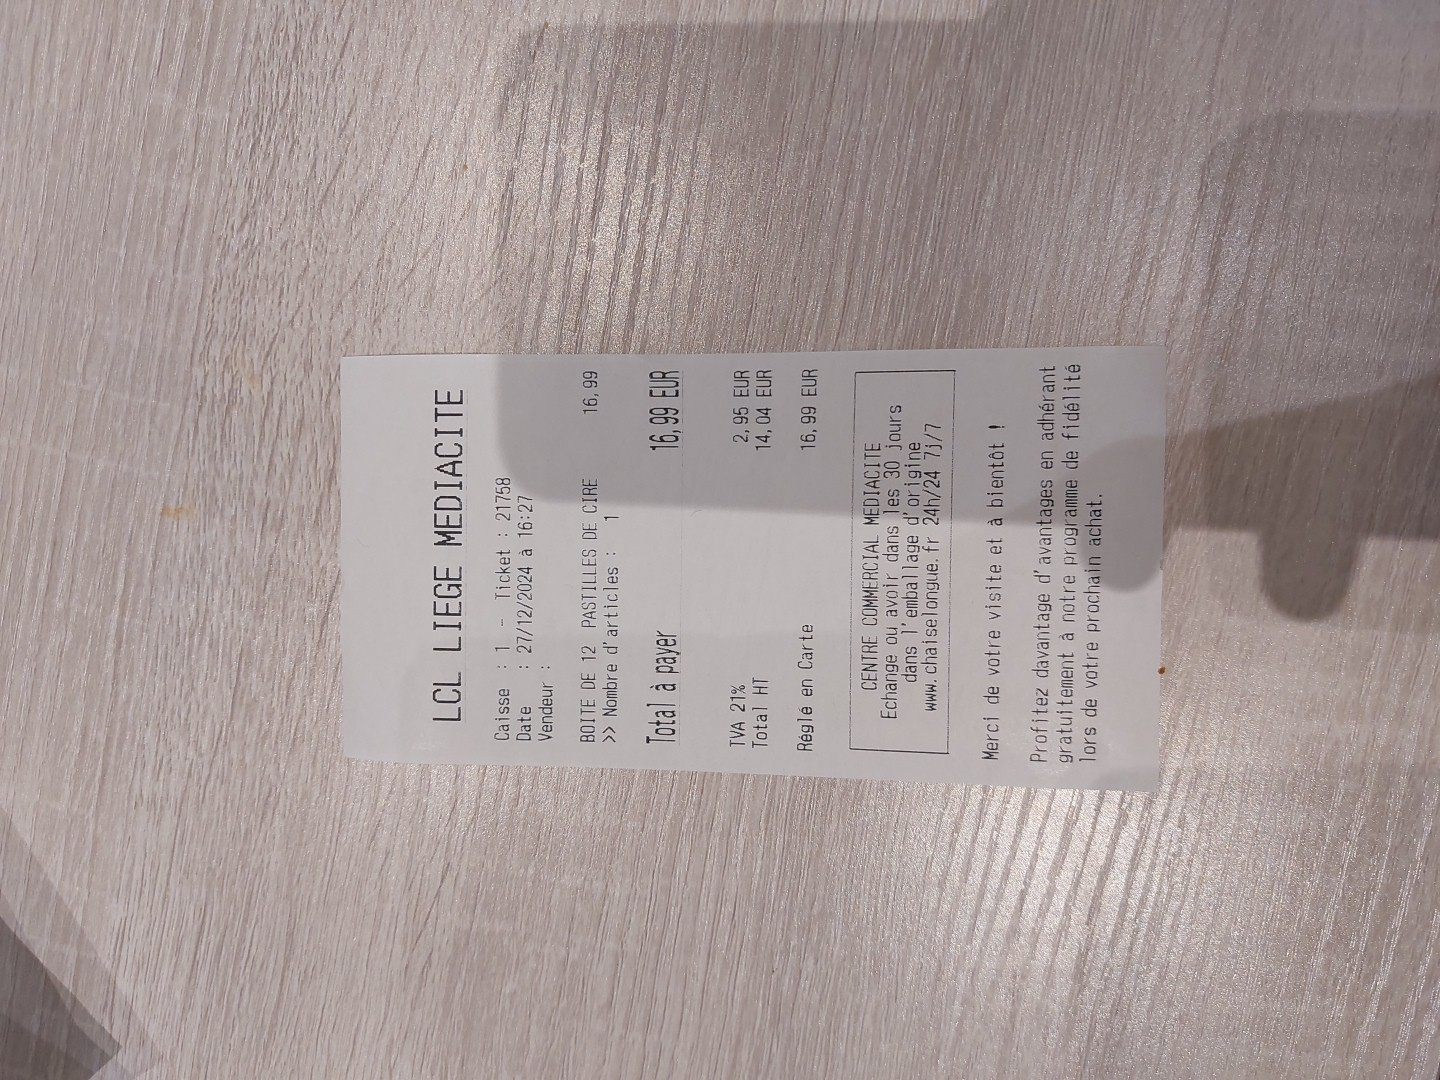 LCL LIEGE MEDIACITE
Caisse : 1 - Ticket : 21758
Date : 27/12/2024 à 16:27
Vendeur :
BOITE DE 12 PASTILLES DE CIRE 16,99
>> Nombre d'articles : 1
Total à payer 16,99 EUR
TVA 21% 2,95 EUR
Total HT 14,04 EUR
Réglé en Carte 16,99 EUR
CENTRE COMMERCIAL MEDIACITE
Echange ou avoir dans les 30 jours
dans l'emballage d'origine
www.chaiselongue.fr 24h/24 7j/7
Merci de votre visite et à bientôt !
Profitez davantage d'avantages en adhérant
gratuitement à notre programme de fidélité
lors de votre prochain achat.